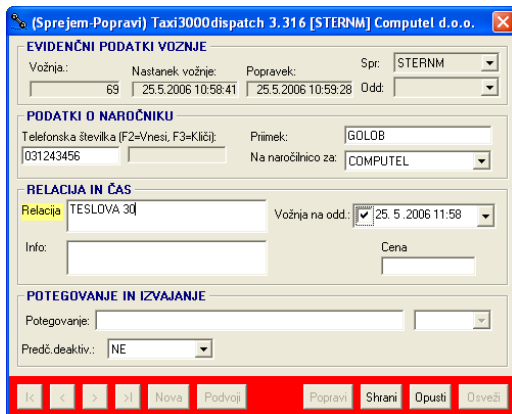 (Sprejem-Popravi) Taxi3000dispatch 3.316 [STERNM] Computel d.o.o.
EVIDENČNI PODATKI VOZNJE
Vožnja.: Nastanek vožnje: Popravek: Spr: STERNM
69 25.5.2006 10:58:41 25.5.2006 10:59:28 Odd:
PODATKI O NAROČNIKU
Telefonska številka (F2=Vnesi, F3=Kliči): Priimek: GOLOB
031243456 Na naročilnico za: COMPUTEL
RELACIJA IN ČAS
Relacija TESLOVA 30 Vožnja na odd.: 25. 5 .2006 11:58
Info: Cena
POTEGOVANJE IN IZVAJANJE
Potegovanje:
Predč.deaktiv.: NE
|< < > >| Nova Podvoji Popravi Shrani Opusti Osveži